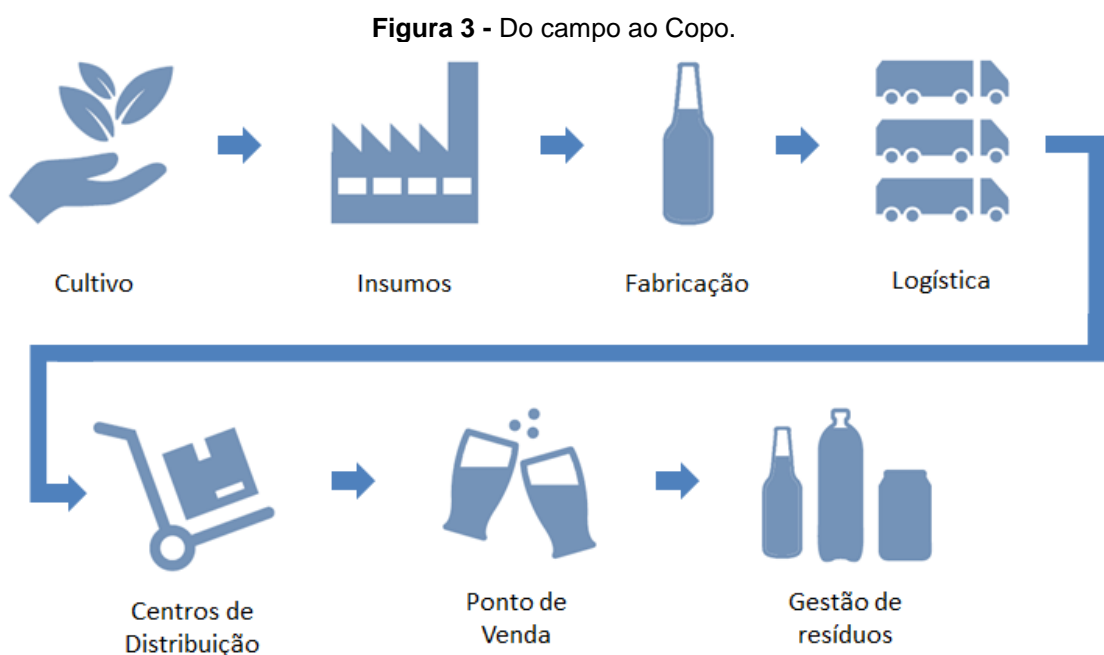 Figura 3 - Do campo ao Copo.
Cultivo
Insumos
Fabricação
Logística
Centros de
Distribuição
Ponto de
Venda
Gestão de
resíduos